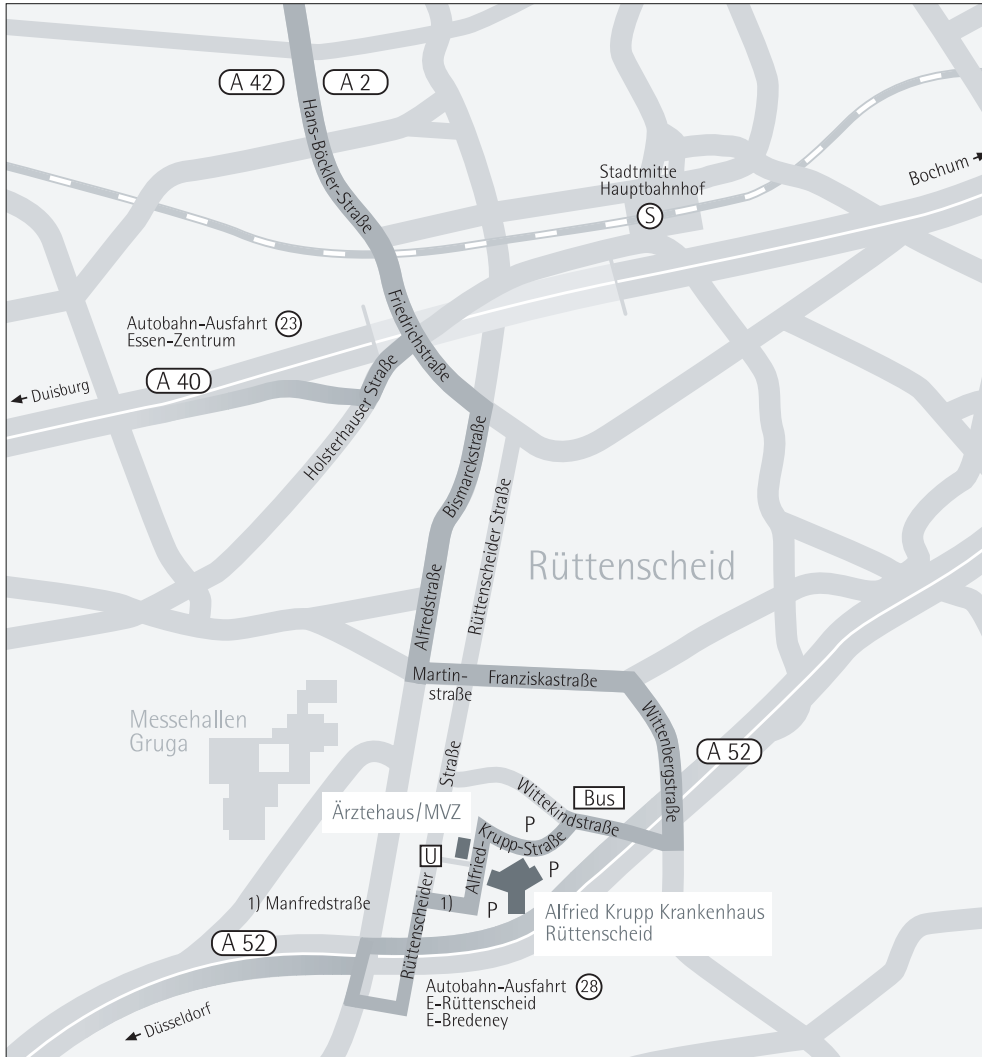 A 42
A 2
Hans-Böckler-Straße
Stadtmitte
Hauptbahnhof
S
Bochum
Friedrichstraße
Autobahn-Ausfahrt 23
Essen-Zentrum
A 40
Duisburg
Holsterhauser Straße
Bismarckstraße
Rüttenscheider Straße
Rüttenscheid
Alfredstraße
Martin-
straße
Franziskastraße
Messehallen
Gruga
Wittenbergstraße
A 52
Straße
Wittekindstraße
Bus
Ärztehaus/MVZ
P
Krupp-Straße
Alfried-
U
P
1) Manfredstraße
1)
P
Rüttenscheider
Alfried Krupp Krankenhaus
Rüttenscheid
A 52
Autobahn-Ausfahrt 28
E-Rüttenscheid
E-Bredeney
Düsseldorf